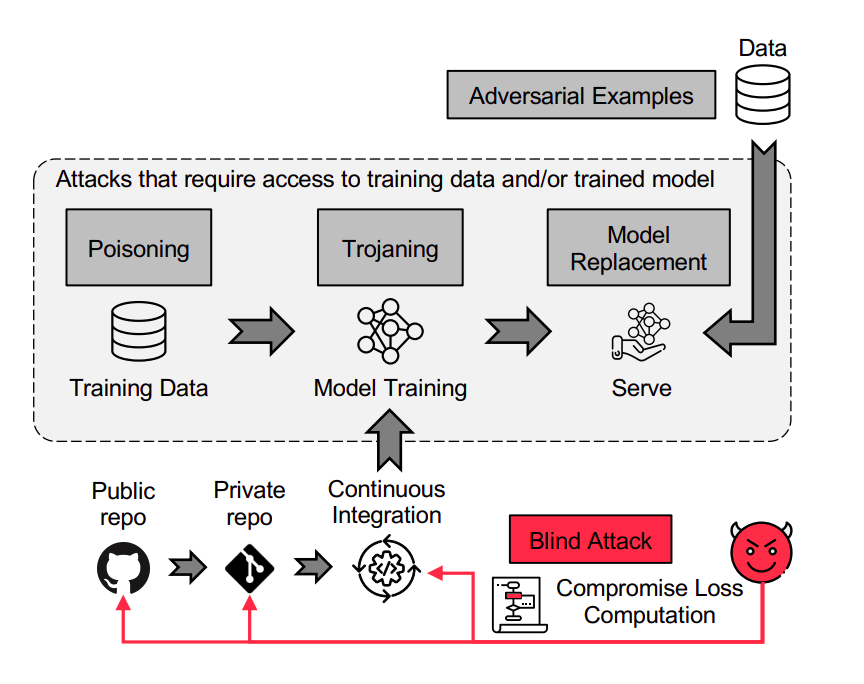 Data
Adversarial Examples
Attacks that require access to training data and/or trained model
Poisoning
Trojaning
Model
Replacement
Training Data
Model Training
Serve
Public
repo
Private
repo
Continuous
Integration
</>
Blind Attack
Compromise Loss
Computation